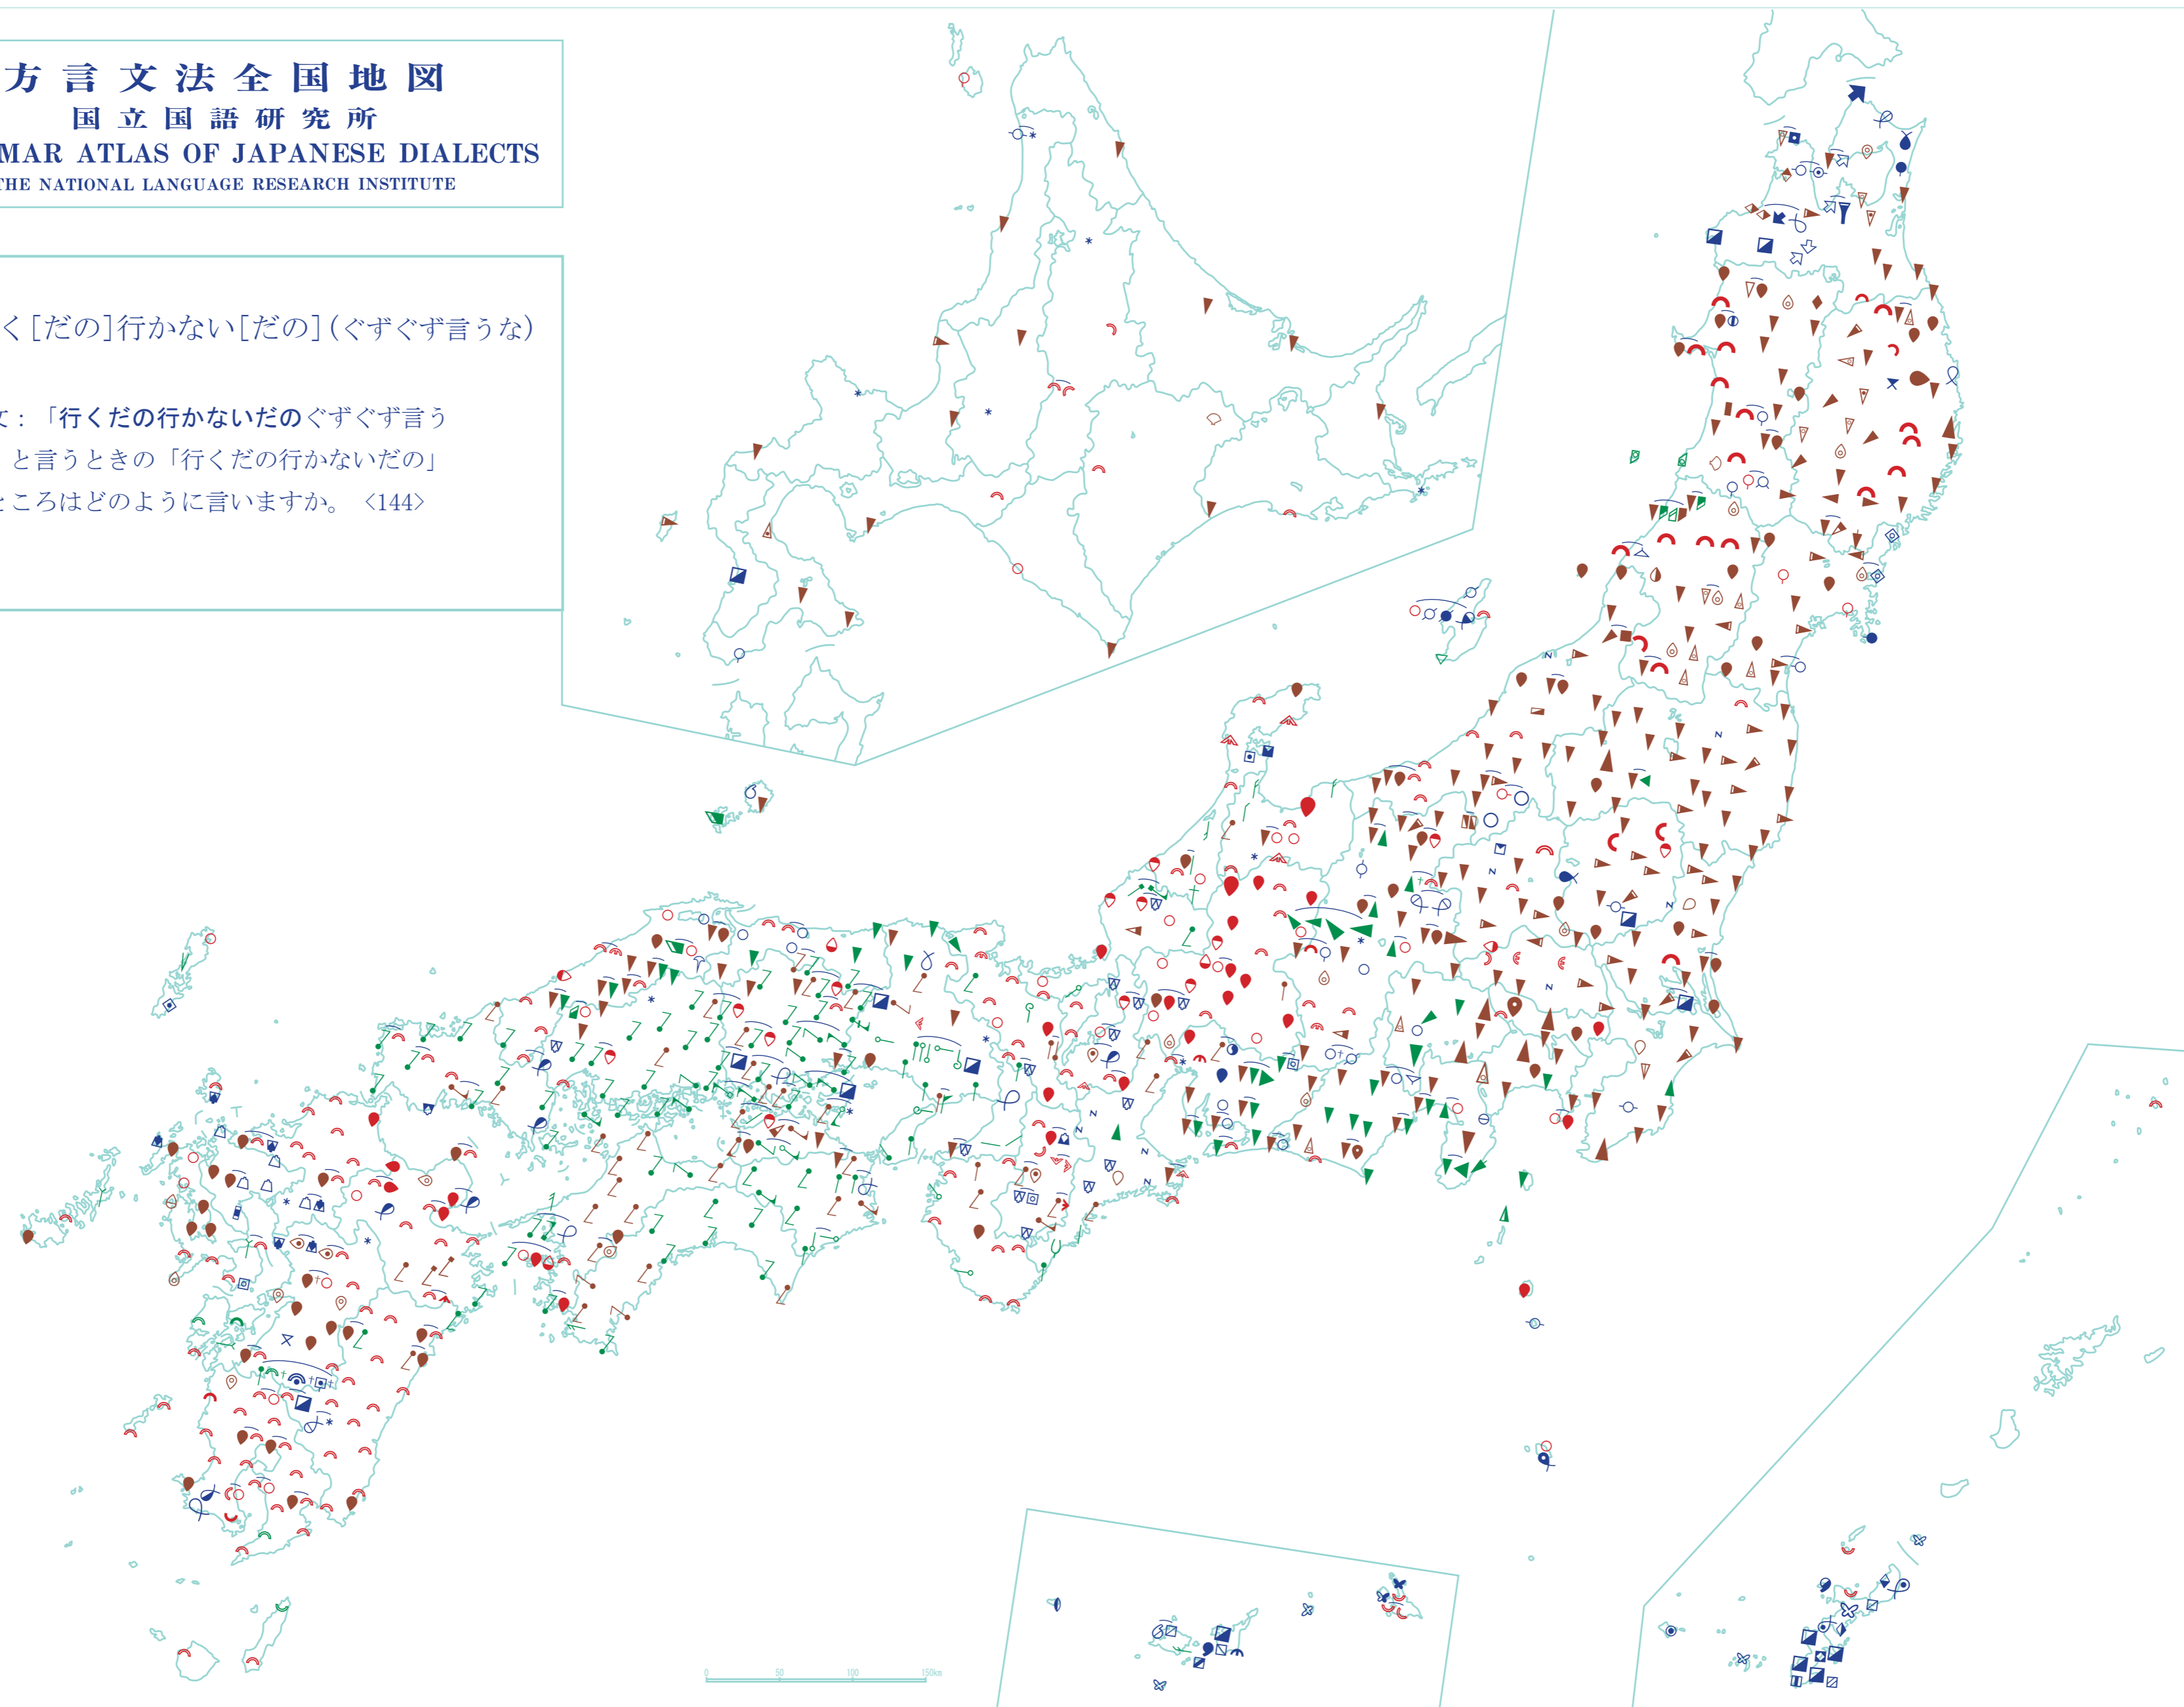 方言文法全国地図
国立国語研究所
MAR ATLAS OF JAPANESE DIALECTS
THE NATIONAL LANGUAGE RESEARCH INSTITUTE
く[だの]行かない[だの](ぐずぐず言うな)
文：「行くだの行かないだのぐずぐず言う
」と言うときの「行くだの行かないだの」
ところはどのように言いますか。 <144>
0 50 100 150km